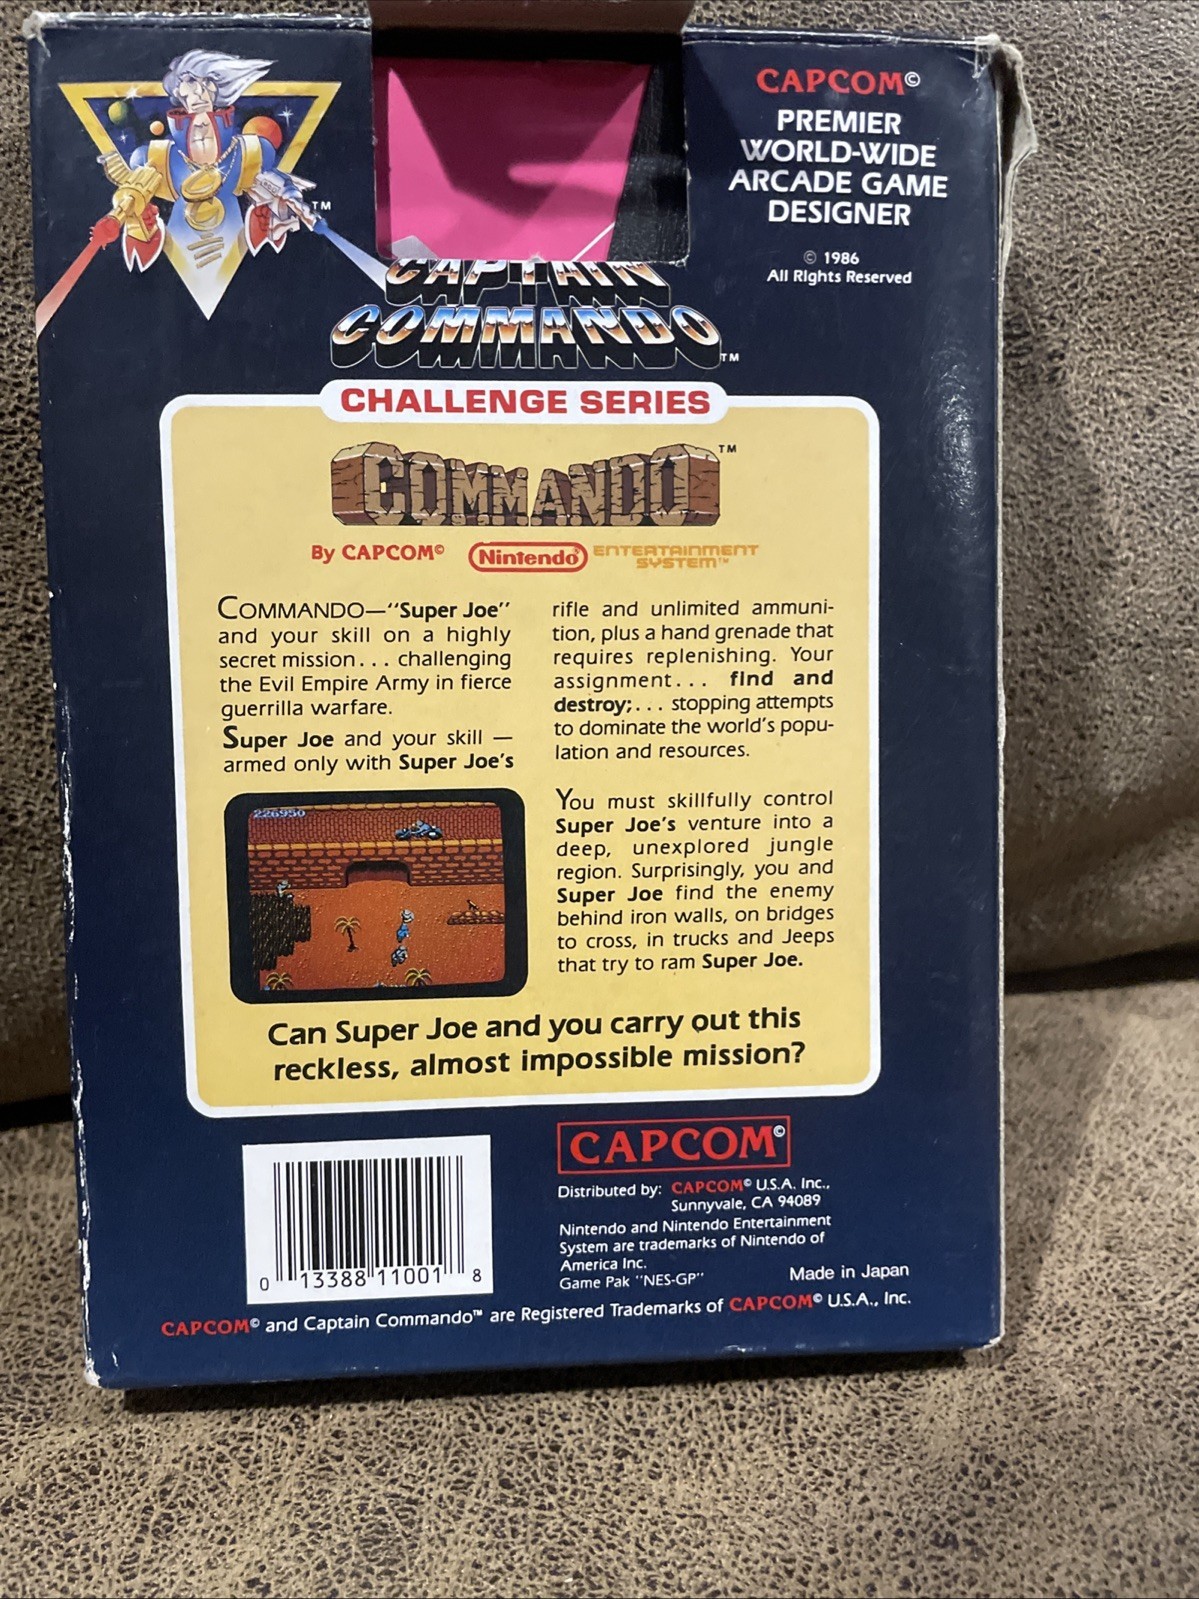 CAPCOM©
PREMIER
WORLD-WIDE
ARCADE GAME
DESIGNER
© 1986
All Rights Reserved
TM
CAPTAIN
COMMANDO
TM
CHALLENGE SERIES
COMMANDO™
By CAPCOM© Nintendo® ENTERTAINMENT
SYSTEM™
COMMANDO—"Super Joe"
and your skill on a highly
secret mission... challenging
the Evil Empire Army in fierce
guerrilla warfare.
Super Joe and your skill —
armed only with Super Joe's
rifle and unlimited ammuni-
tion, plus a hand grenade that
requires replenishing. Your
assignment... find and
destroy;... stopping attempts
to dominate the world's popu-
lation and resources.
226950
You must skillfully control
Super Joe's venture into a
deep, unexplored jungle
region. Surprisingly, you and
Super Joe find the enemy
behind iron walls, on bridges
to cross, in trucks and Jeeps
that try to ram Super Joe.
Can Super Joe and you carry out this
reckless, almost impossible mission?
0 13388 11001 8
CAPCOM©
Distributed by: CAPCOM© U.S.A. Inc.,
Sunnyvale, CA 94089
Nintendo and Nintendo Entertainment
System are trademarks of Nintendo of
America Inc.
Game Pak "NES-GP"
Made in Japan
CAPCOM© and Captain Commando™ are Registered Trademarks of CAPCOM© U.S.A., Inc.